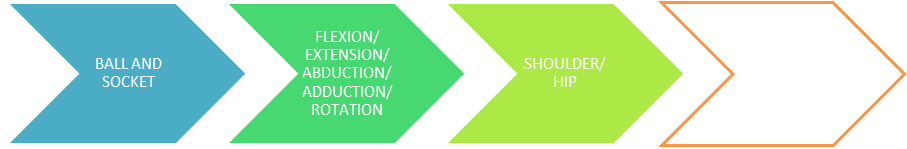 BALL AND
SOCKET
FLEXION/
EXTENSION/
ABDUCTION/
ADDUCTION/
ROTATION
SHOULDER/
HIP